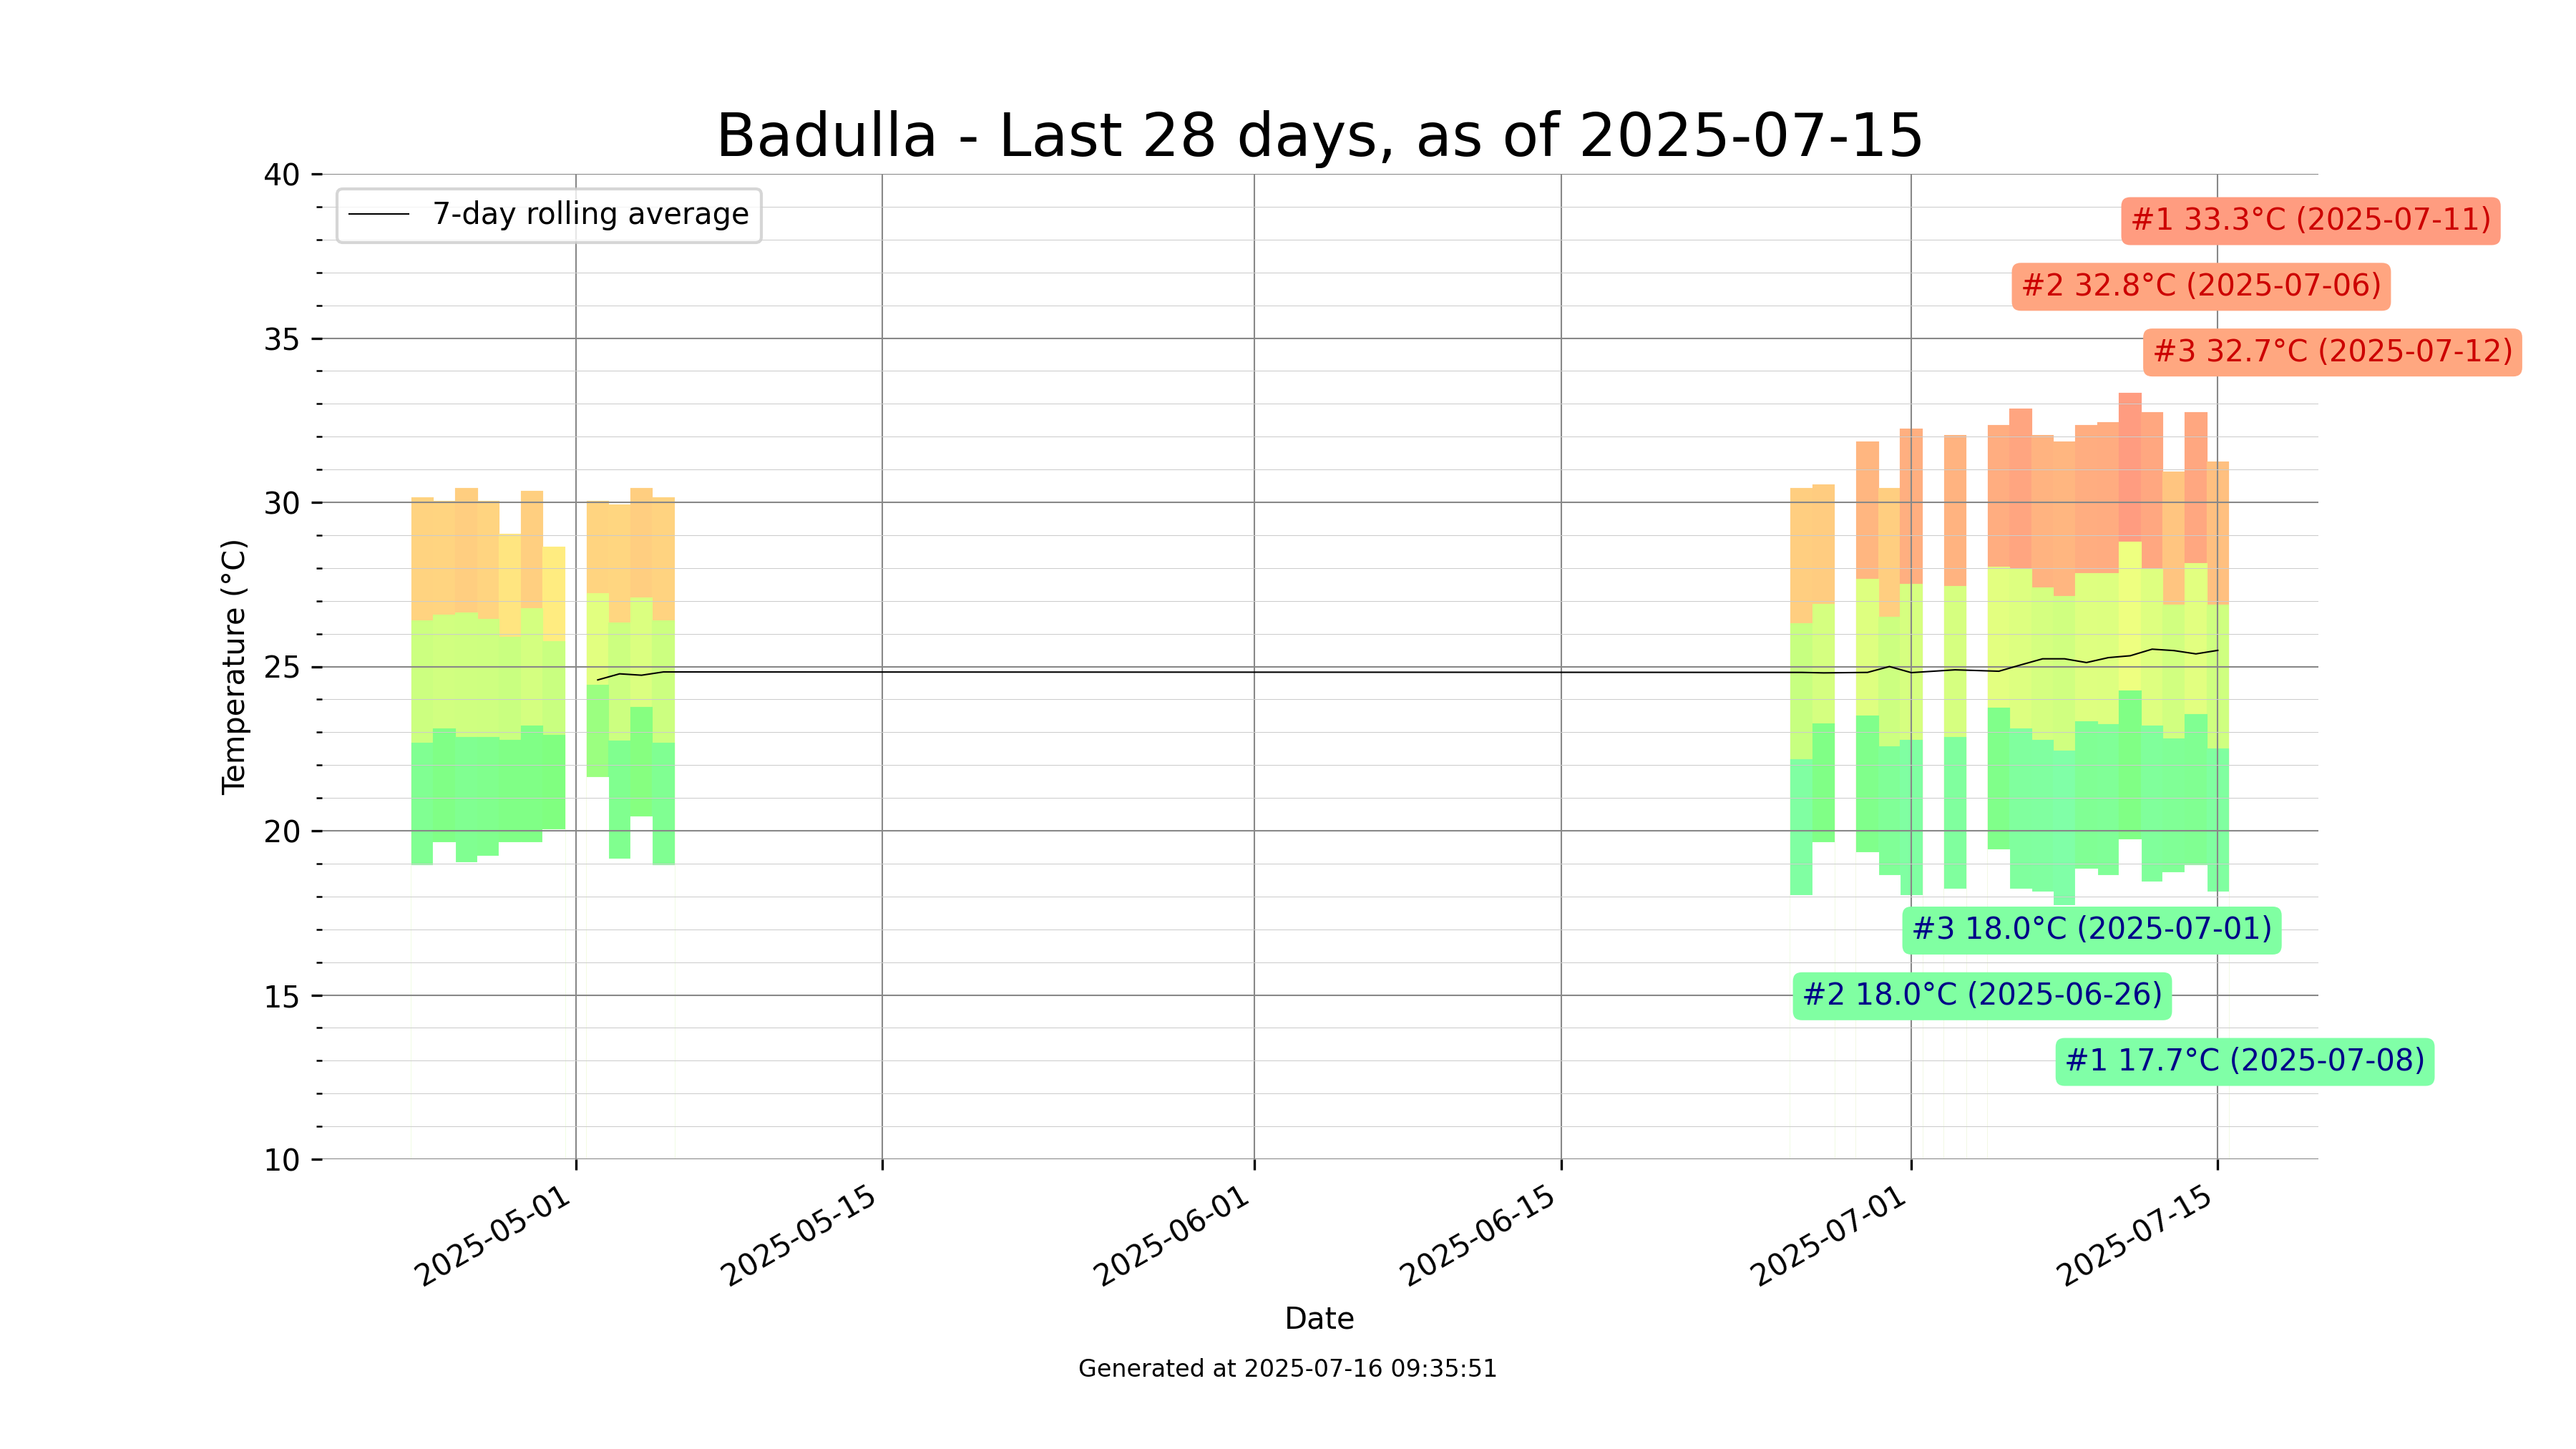 Badulla - Last 28 days, as of 2025-07-15
7-day rolling average
#1 33.3°C (2025-07-11)
#2 32.8°C (2025-07-06)
#3 32.7°C (2025-07-12)
#3 18.0°C (2025-07-01)
#2 18.0°C (2025-06-26)
#1 17.7°C (2025-07-08)
Temperature (°C)
40
35
30
25
20
15
10
2025-05-01
2025-05-15
2025-06-01
2025-06-15
2025-07-01
2025-07-15
Date
Generated at 2025-07-16 09:35:51